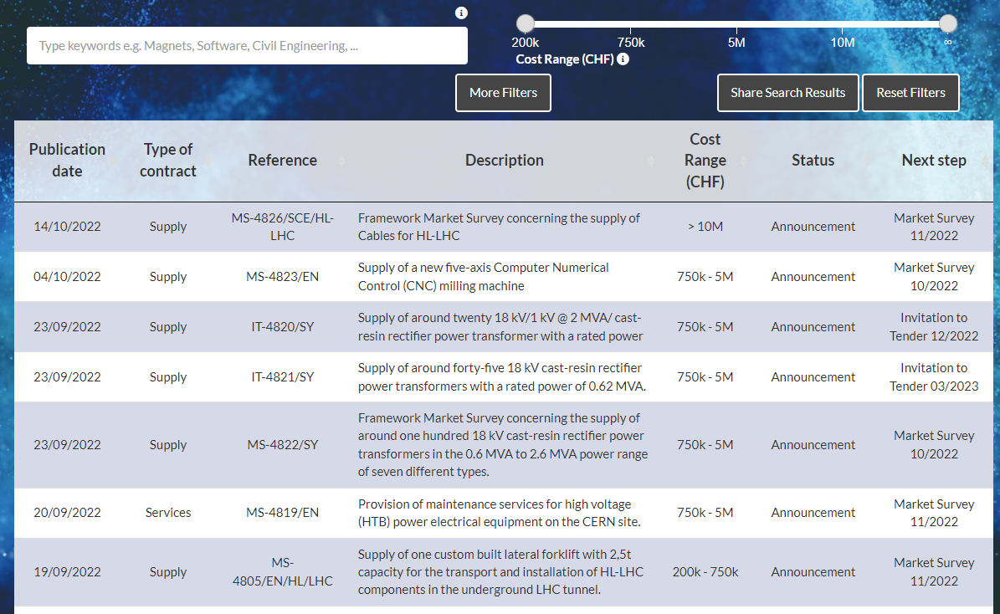 Type keywords e.g. Magnets, Software, Civil Engineering, ...
200k 750k 5M 10M ∞
Cost Range (CHF)
More Filters Share Search Results Reset Filters
Publication date
Type of contract
Reference
Description
Cost Range (CHF)
Status
Next step
14/10/2022
Supply
MS-4826/SCE/HL-
LHC
Framework Market Survey concerning the supply of
Cables for HL-LHC
> 10M
Announcement
Market Survey
11/2022
04/10/2022
Supply
MS-4823/EN
Supply of a new five-axis Computer Numerical
Control (CNC) milling machine
750k - 5M
Announcement
Market Survey
10/2022
23/09/2022
Supply
IT-4820/SY
Supply of around twenty 18 kV/1 kV @ 2 MVA/ cast-
resin rectifier power transformer with a rated power
750k - 5M
Announcement
Invitation to
Tender 12/2022
23/09/2022
Supply
IT-4821/SY
Supply of around forty-five 18 kV cast-resin rectifier
power transformers with a rated power of 0.62 MVA.
750k - 5M
Announcement
Invitation to
Tender 03/2023
23/09/2022
Supply
MS-4822/SY
Framework Market Survey concerning the supply of
around one hundred 18 kV cast-resin rectifier power
transformers in the 0.6 MVA to 2.6 MVA power range
of seven different types.
750k - 5M
Announcement
Market Survey
10/2022
20/09/2022
Services
MS-4819/EN
Provision of maintenance services for high voltage
(HTB) power electrical equipment on the CERN site.
750k - 5M
Announcement
Market Survey
11/2022
19/09/2022
Supply
MS-
4805/EN/HL/LHC
Supply of one custom built lateral forklift with 2,5t
capacity for the transport and installation of HL-LHC
components in the underground LHC tunnel.
200k - 750k
Announcement
Market Survey
11/2022